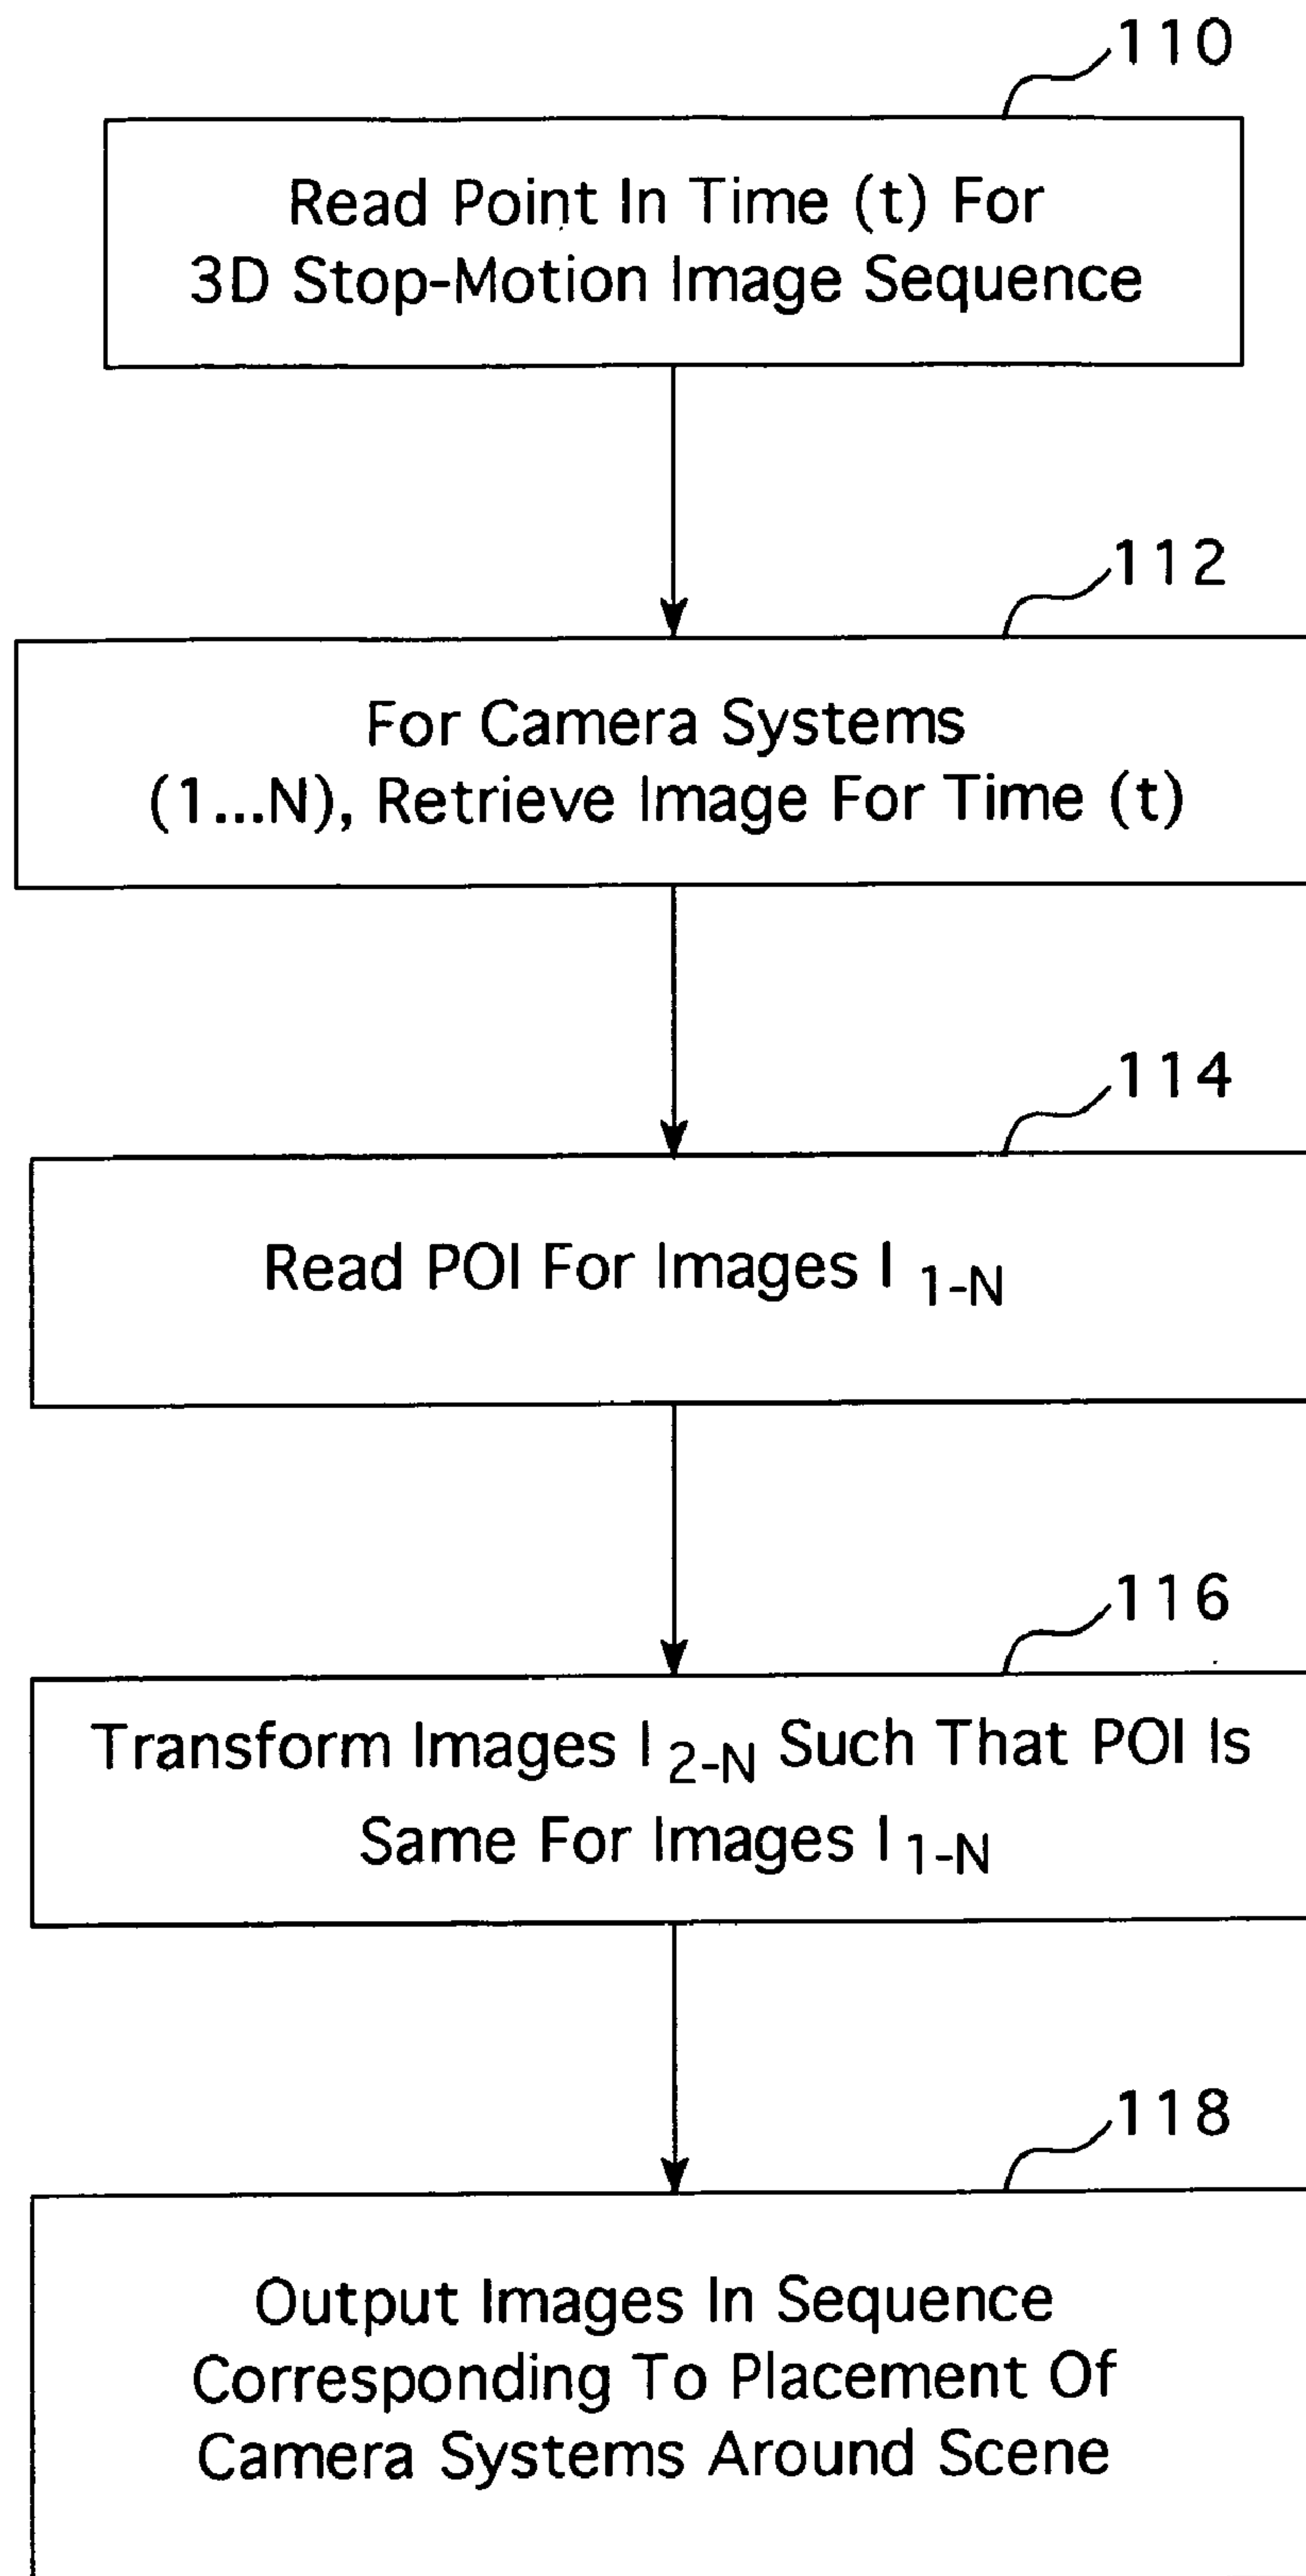 110
Read Point In Time (t) For
3D Stop-Motion Image Sequence
112
For Camera Systems
(1...N), Retrieve Image For Time (t)
114
Read POI For Images I 1-N
116
Transform Images I 2-N Such That POI Is
Same For Images I 1-N
118
Output Images In Sequence
Corresponding To Placement Of
Camera Systems Around Scene